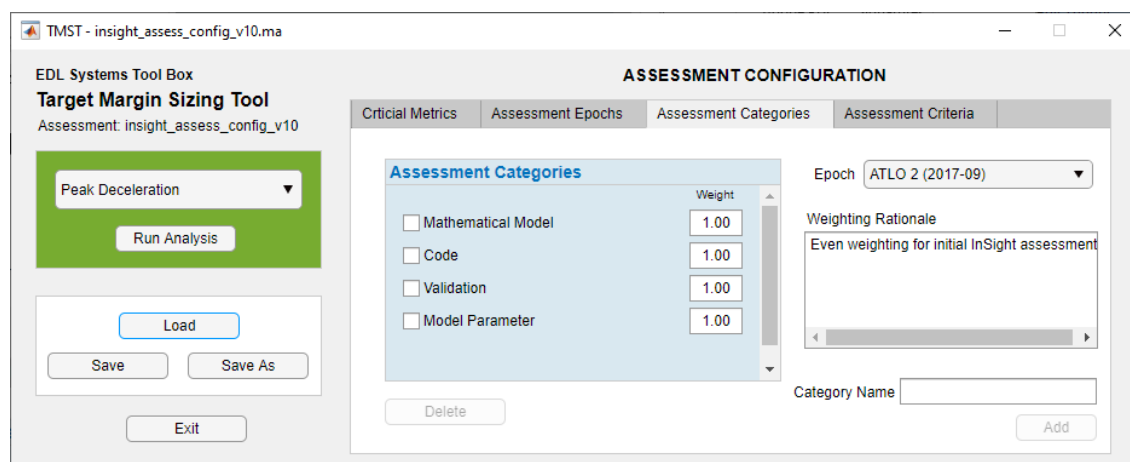 TMST - insight_assess_config_v10.ma
EDL Systems Tool Box
Target Margin Sizing Tool
Assessment: insight_assess_config_v10
Peak Deceleration
Run Analysis
Load
Save
Save As
Exit
ASSESSMENT CONFIGURATION
Crticial Metrics
Assessment Epochs
Assessment Categories
Assessment Criteria
Assessment Categories
Weight
Mathematical Model 1.00
Code 1.00
Validation 1.00
Model Parameter 1.00
Delete
Epoch ATLO 2 (2017-09)
Weighting Rationale
Even weighting for initial InSight assessment
Category Name
Add